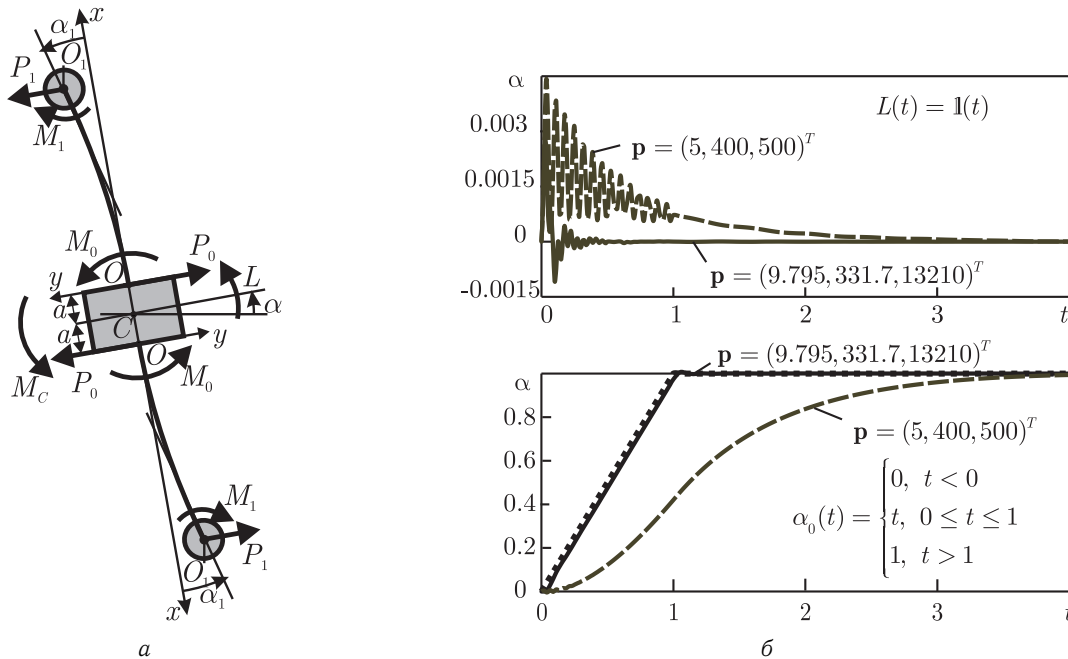 x
α₁
O₁
P₁
M₁
M₀
O
P₀
y
L
a
α
C
a
y
O
P₀
M₀
M_C
M₁
O₁
P₁
x
α₁
а
α
L(t) = 𝟙(t)
0.003
p = (5, 400, 500)ᵀ
0.0015
0
p = (9.795, 331.7, 13210)ᵀ
-0.0015
0 1 2 3 t
p = (9.795, 331.7, 13210)ᵀ
α
0.8
p = (5, 400, 500)ᵀ
0.6
0.4
0.2
0
α₀(t) = {
0, t < 0
t, 0 ≤ t ≤ 1
1, t > 1
0 1 2 3 t
б